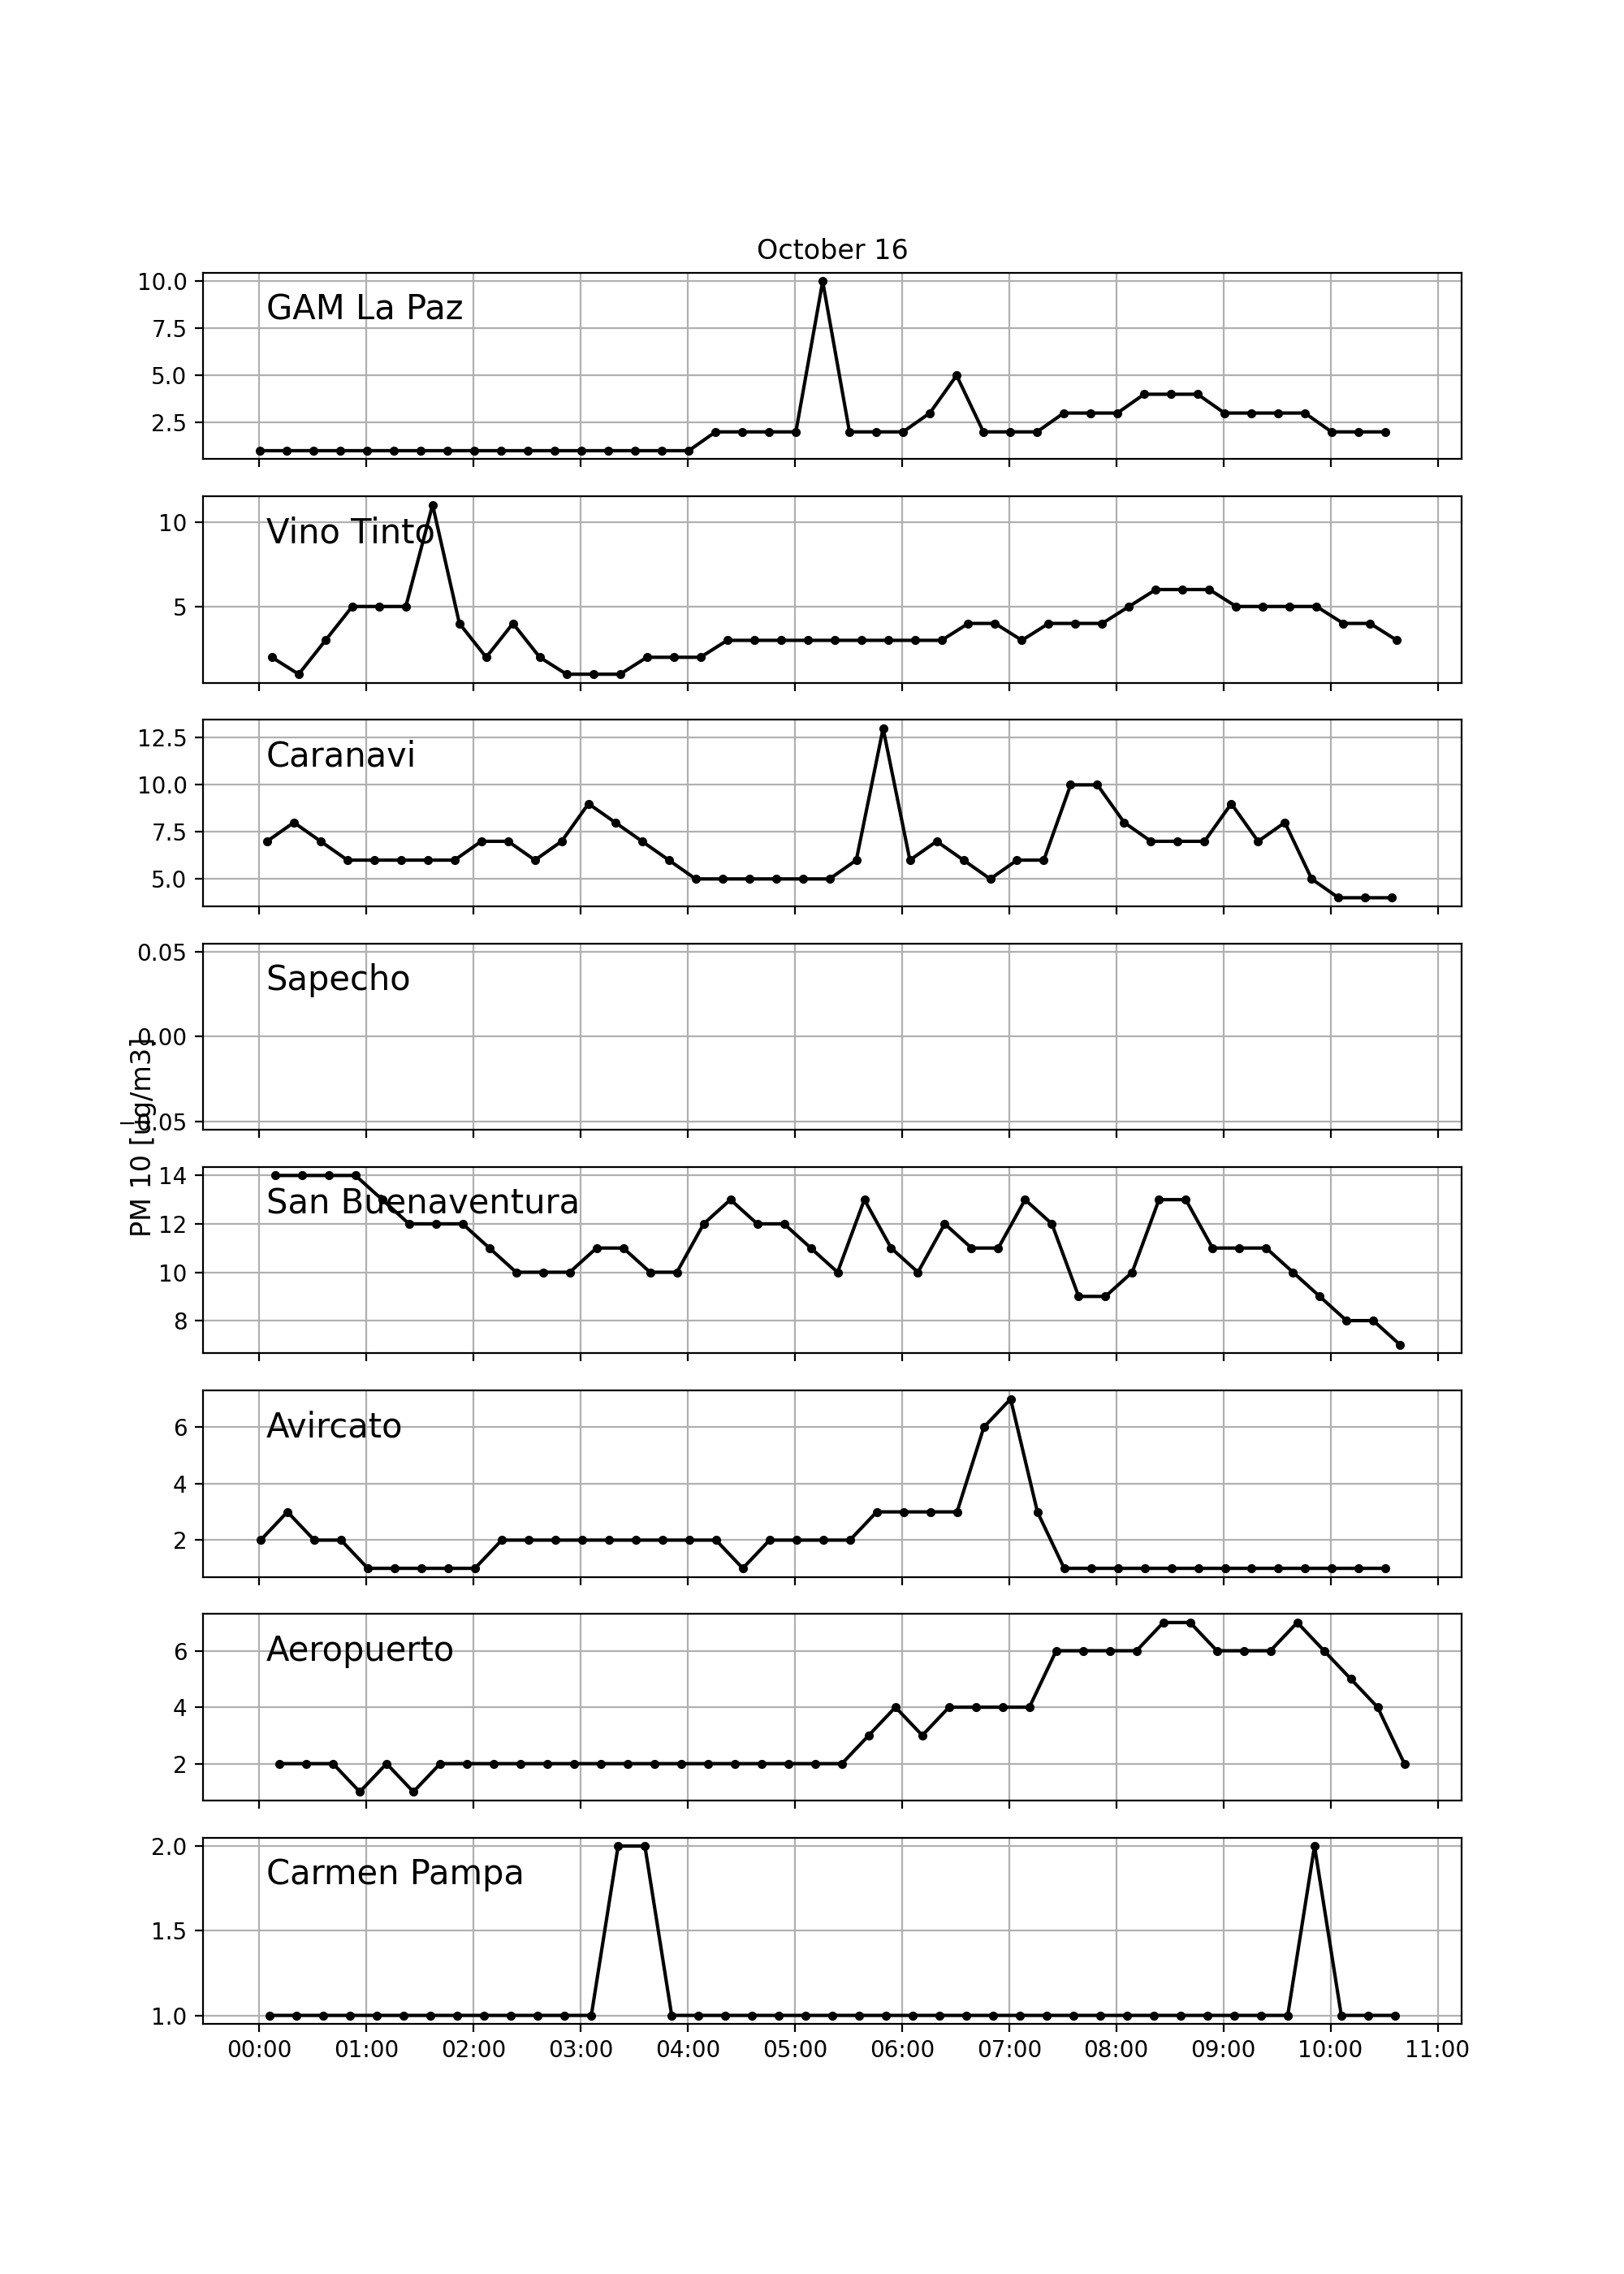 October 16
10.0
GAM La Paz
7.5
5.0
2.5
Vino Tinto
10
5
12.5
Caranavi
10.0
7.5
5.0
0.05
Sapecho
0.00
−0.05
PM 10 [ug/m3]
14
San Buenaventura
12
10
8
Avircato
6
4
2
Aeropuerto
6
4
2
2.0
Carmen Pampa
1.5
1.0
00:00 01:00 02:00 03:00 04:00 05:00 06:00 07:00 08:00 09:00 10:00 11:00